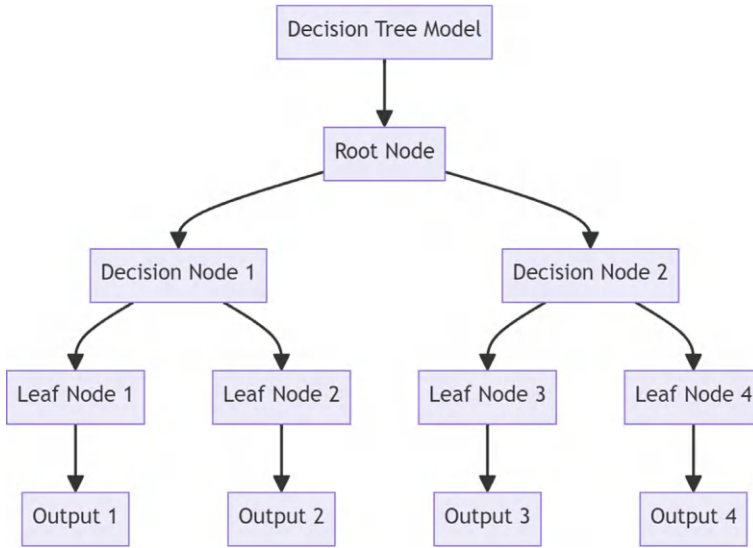 Decision Tree Model
Root Node
Decision Node 1
Decision Node 2
Leaf Node 1
Leaf Node 2
Leaf Node 3
Leaf Node 4
Output 1
Output 2
Output 3
Output 4